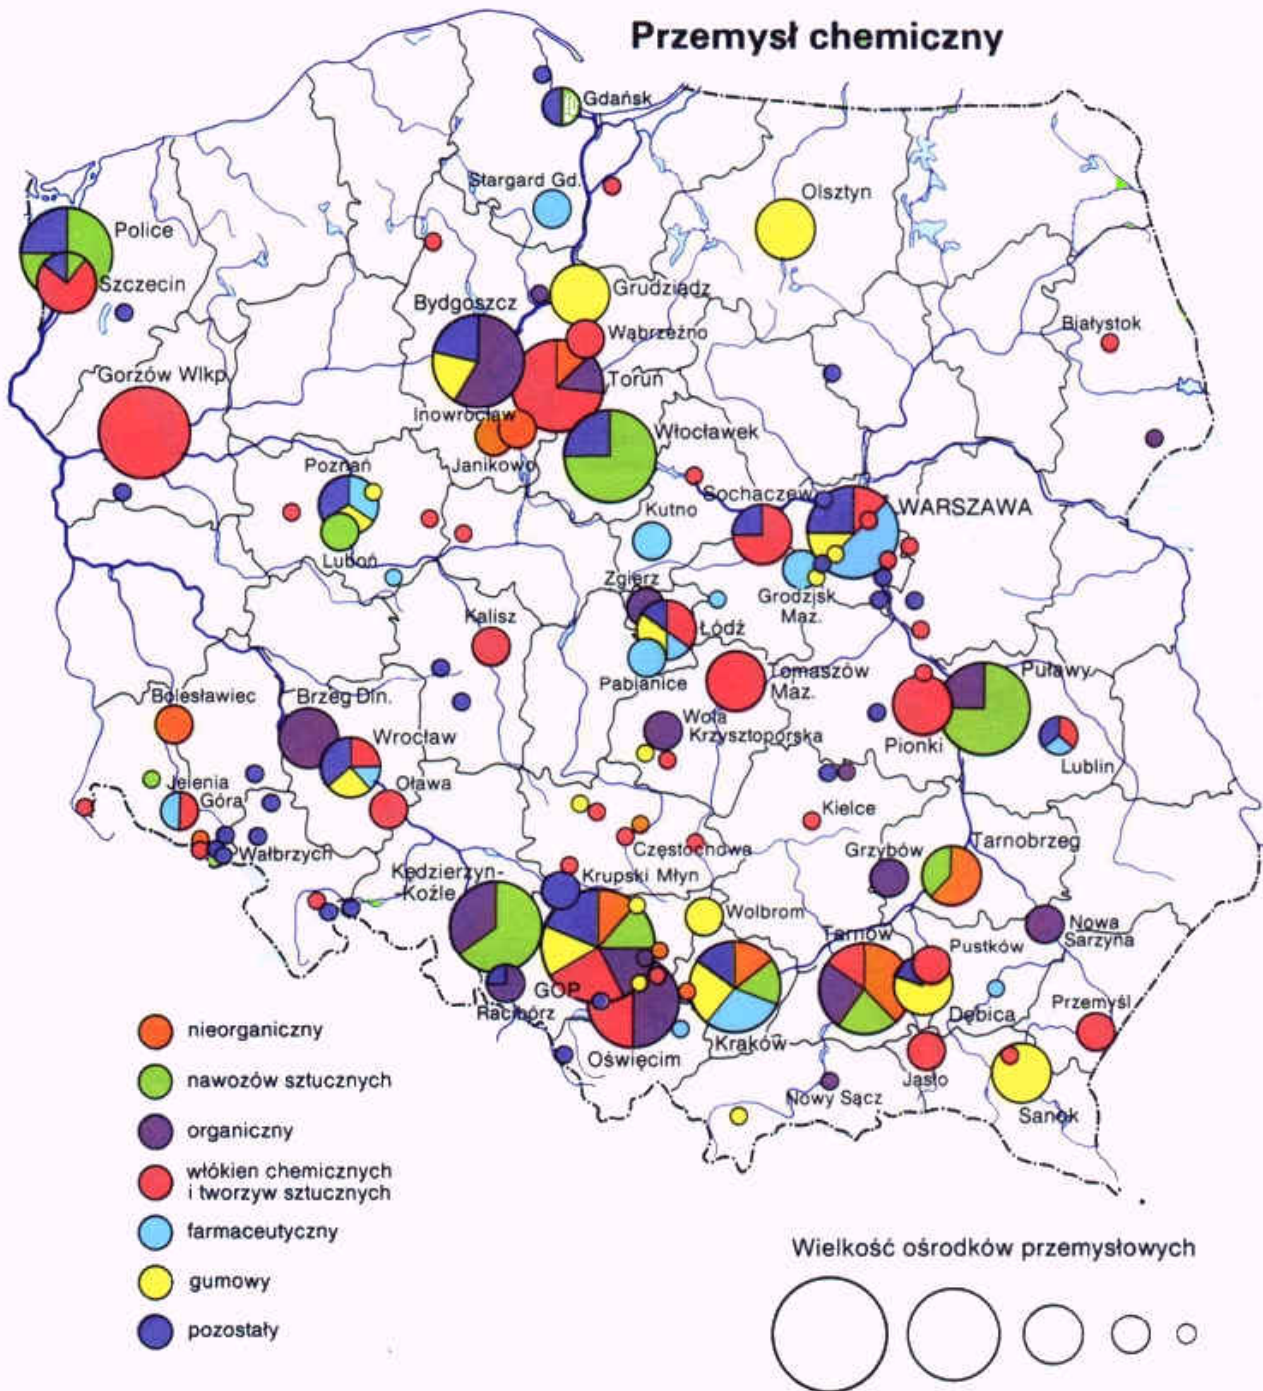 Przemysł chemiczny
Gdańsk
Stargard Gd.
Olsztyn
Police
Szczecin
Grudziądz
Bydgoszcz
Wąbrzeźno
Białystok
Gorzów Wlkp.
Toruń
Inowrocław
Janikowo
Włocławek
Poznań
Sochaczew
WARSZAWA
Kutno
Luboń
Zgierz
Grodzisk
Maz.
Kalisz
Łódź
Pabianice
Tomaszów
Maz.
Puławy
Bolesławiec
Brzeg Dln.
Wola
Krzysztoporska
Wrocław
Pionki
Lublin
Jelenia
Góra
Oława
Kielce
Wałbrzych
Częstochowa
Tarnobrzeg
Grzybów
Kędzierzyn-
Koźle
Krupski Młyn
Wolbrom
Nowa
Sarzyna
Tarnów
Pustków
GOP
Racibórz
Dębica
Przemyśl
Kraków
Oświęcim
Jasło
Nowy Sącz
Sanok
nieorganiczny
nawozów sztucznych
organiczny
włókien chemicznych
i tworzyw sztucznych
farmaceutyczny
gumowy
pozostały
Wielkość ośrodków przemysłowych